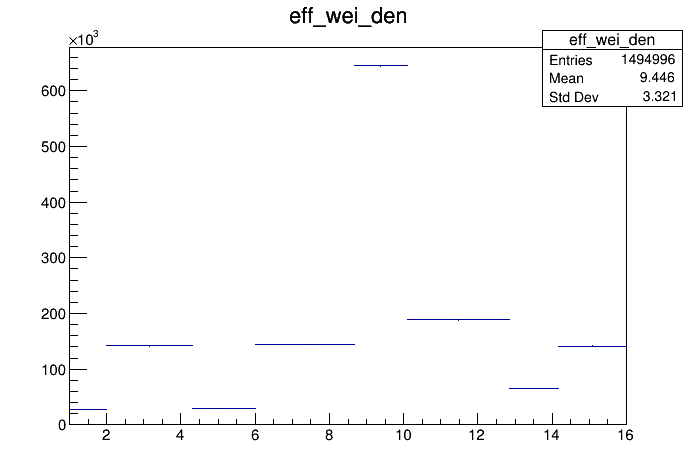 eff_wei_den
×10³
eff_wei_den
Entries 1494996
Mean 9.446
Std Dev 3.321
600
500
400
300
200
100
0
2 4 6 8 10 12 14 16